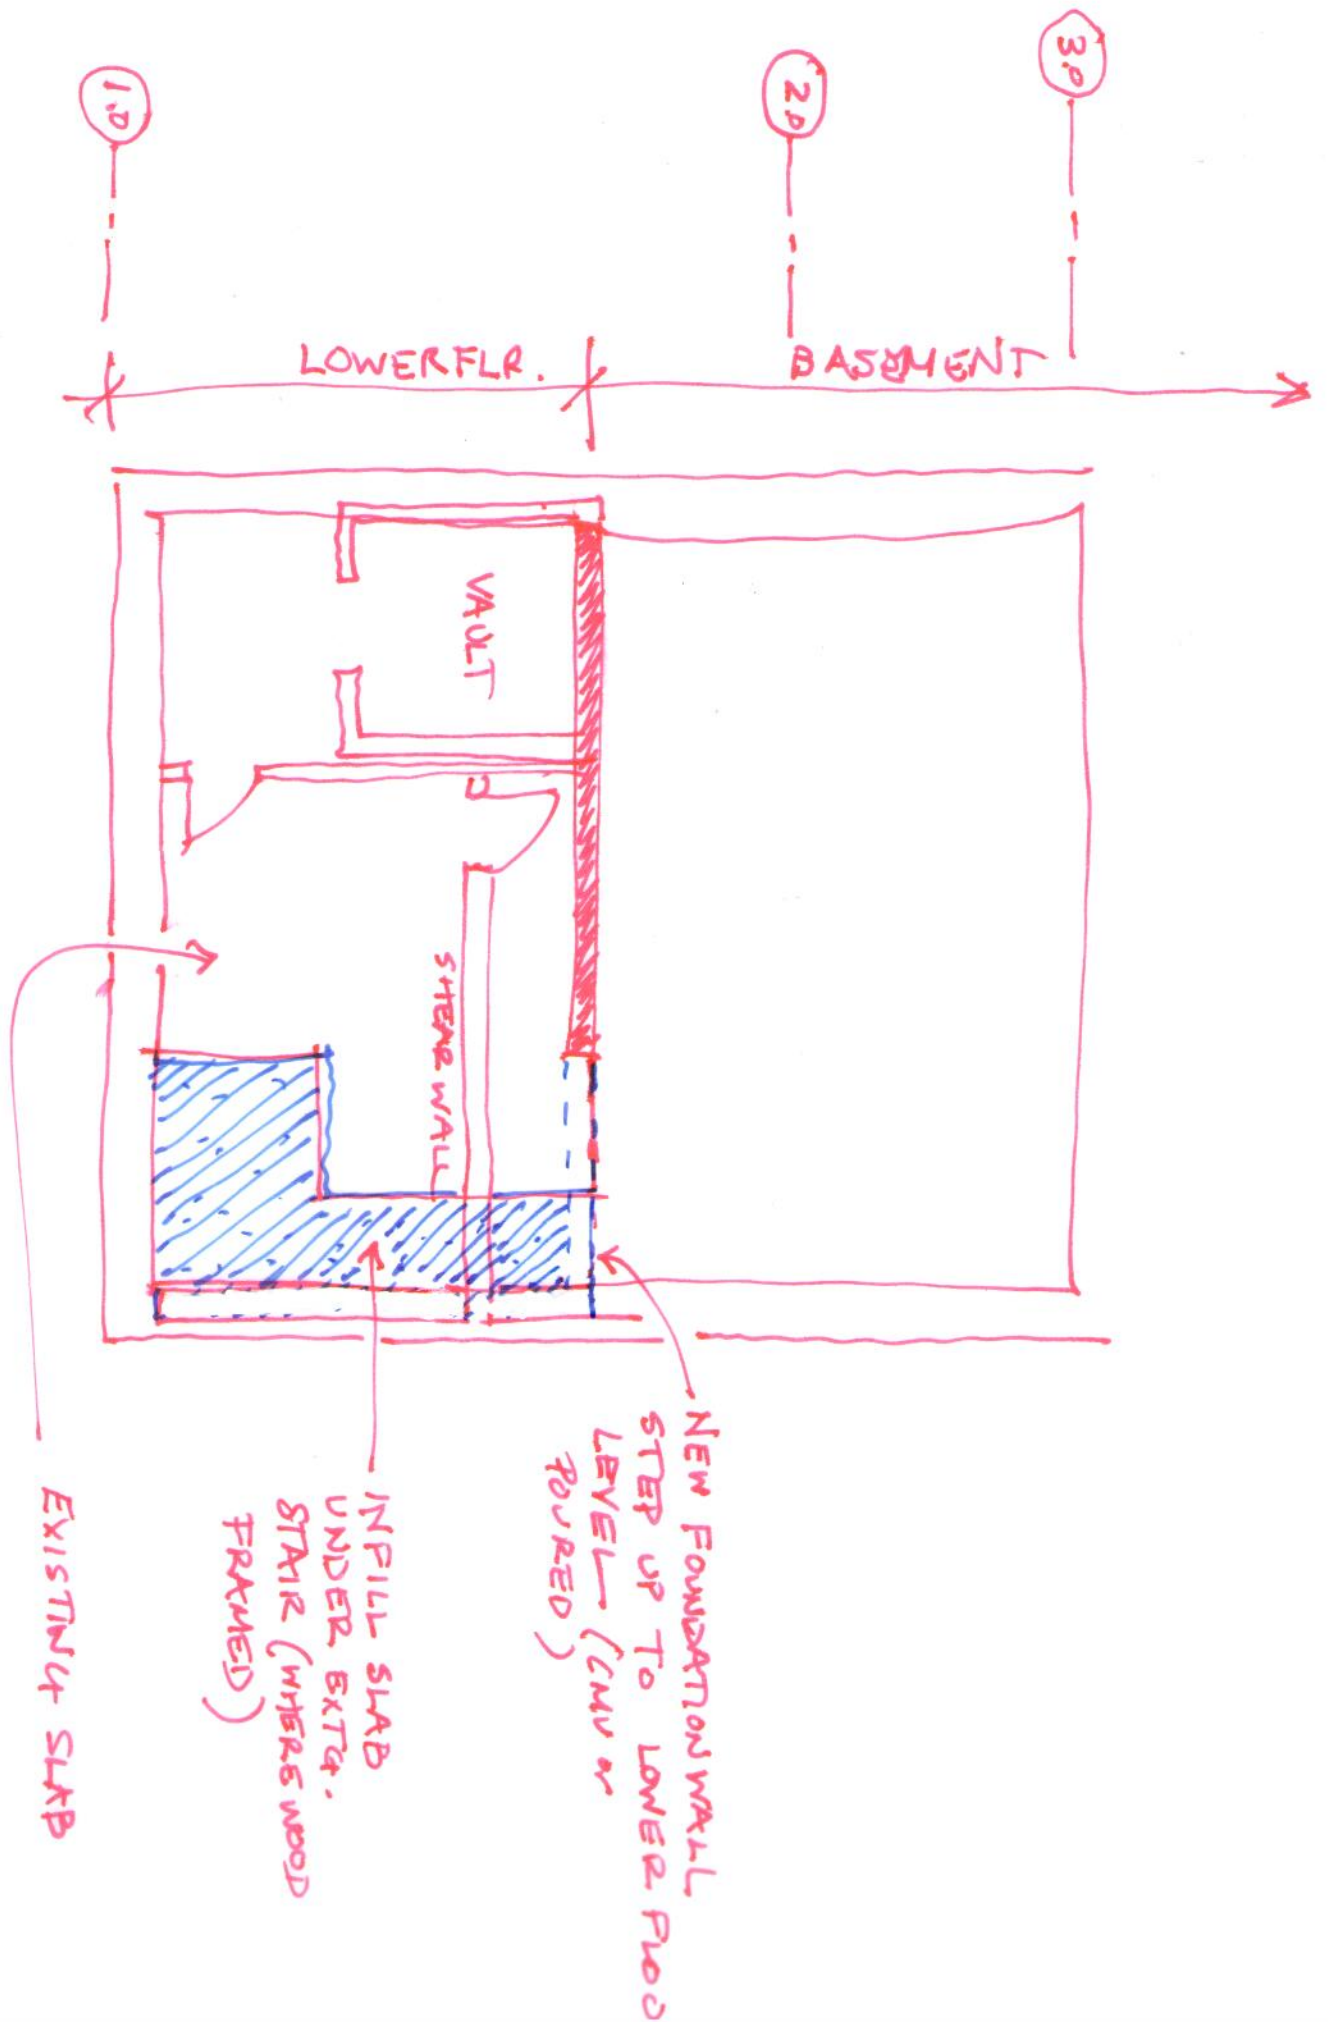 1.0
2.0
3.0
LOWER FLR.
BASEMENT
VAULT
SHEAR WALL
NEW FOUNDATION WALL
STEP UP TO LOWER FLOO
LEVEL (CMU or
POURED)
INFILL SLAB
UNDER EXTG.
STAIR (WHERE WOOD
FRAMED)
EXISTING SLAB